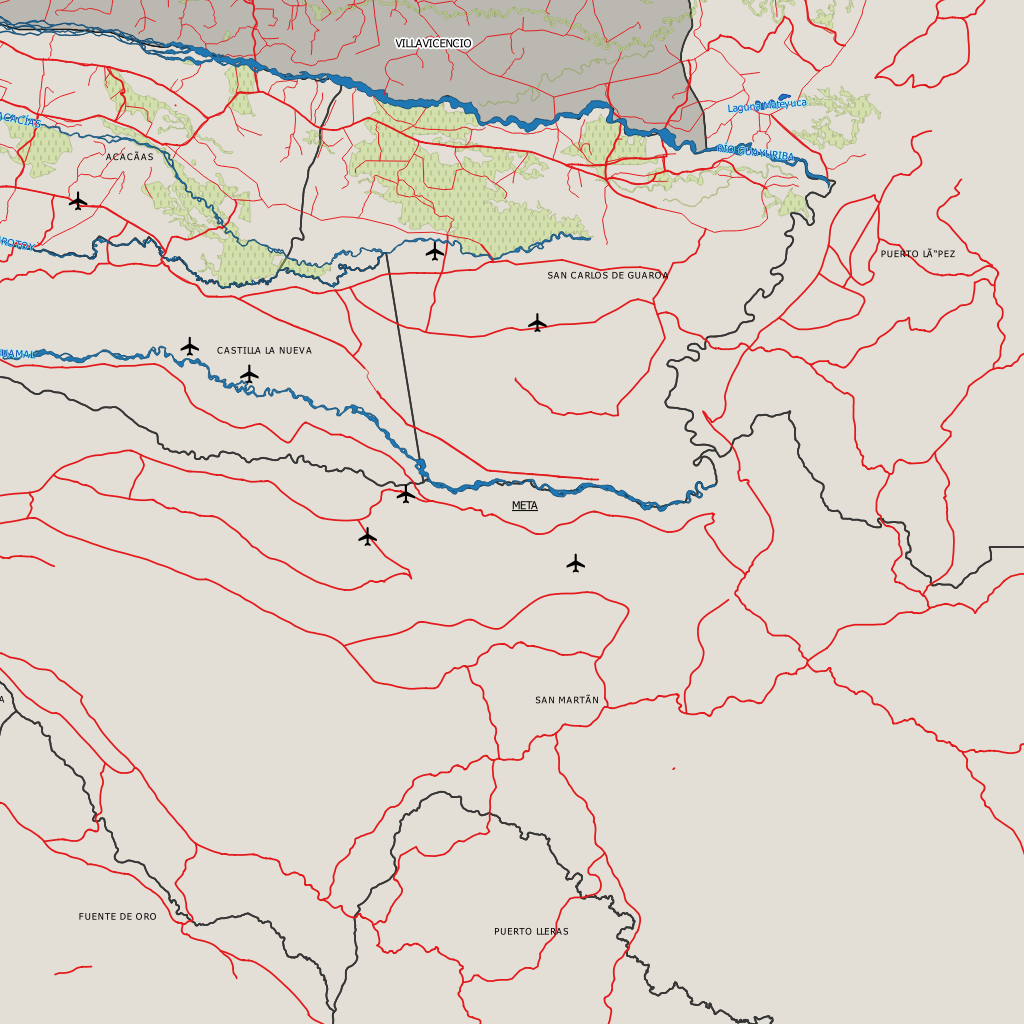 VILLAVICENCIO
Laguna Mateyuca
ACACÃAS
PUERTO LÃ“PEZ
SAN CARLOS DE GUAROA
CASTILLA LA NUEVA
META
SAN MARTÃN
FUENTE DE ORO
PUERTO LLERAS